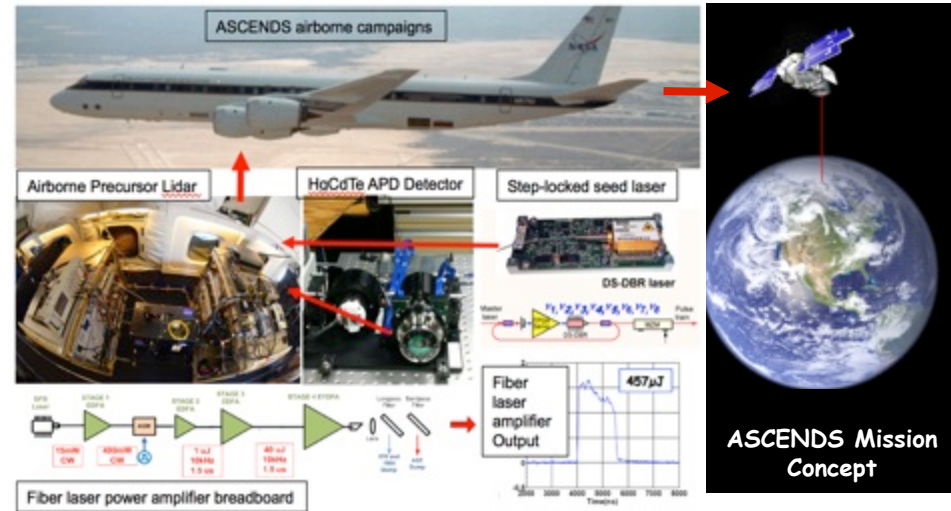 ASCENDS airborne campaigns
NASA
Airborne Precursor Lidar
HgCdTe APD Detector
Step-locked seed laser
DS-DBR laser
Master
laser
Pulse
train
DS-DBR
MZM
STAGE 1
EDFA
STAGE 2
EDFA
STAGE 3
EDFA
STAGE 4 EYDFA
Lens
15mW
CW
400mW
CW
1 uJ
10kHz
1.5 us
40 uJ
10kHz
1.5 us
Fiber laser power amplifier breadboard
Fiber
laser
amplifier
Output
457μJ
2000 3000 4000 5000 6000 7000 8000
Time(ns)
ASCENDS Mission
Concept